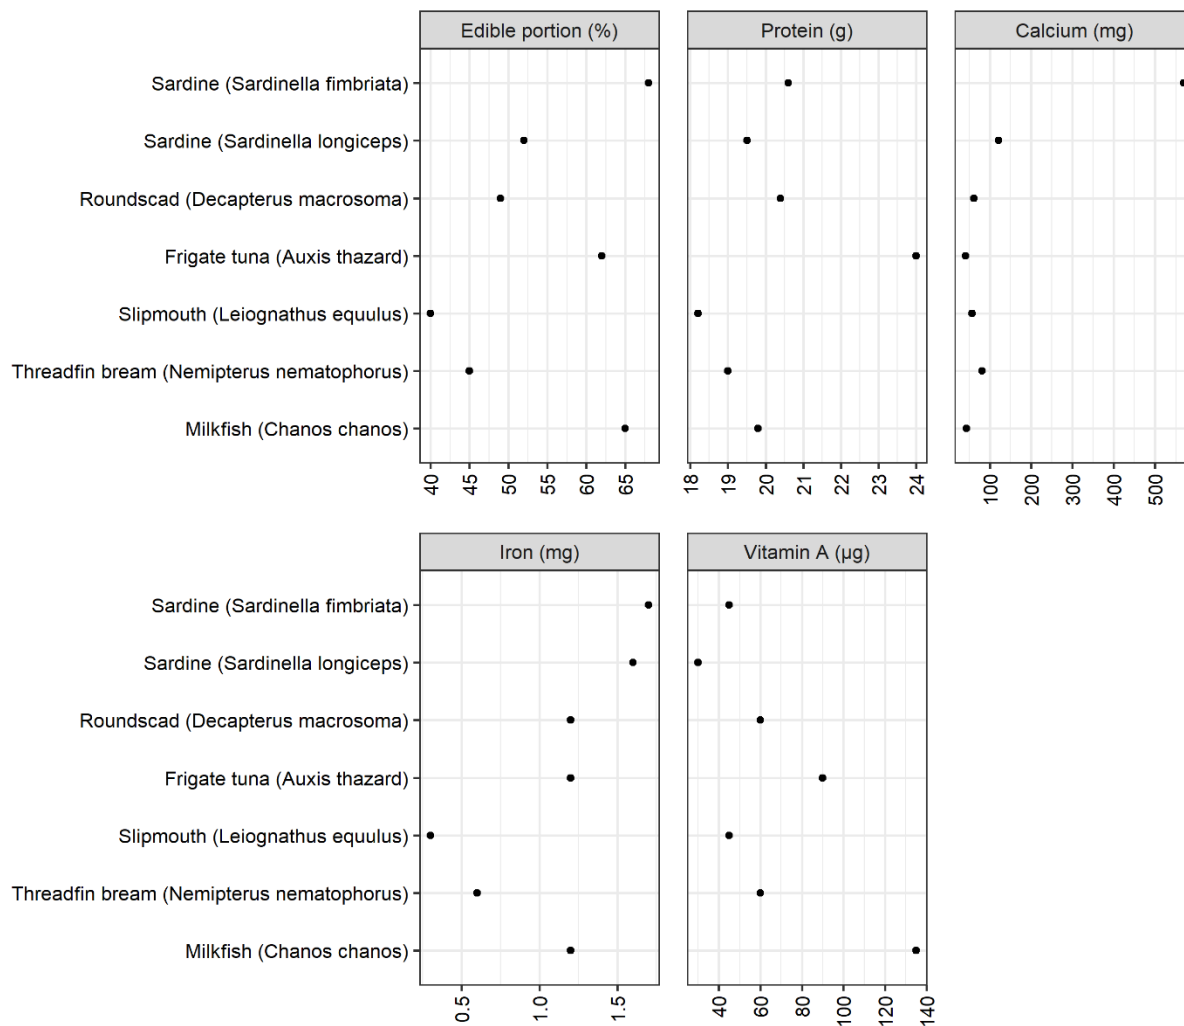 Edible portion (%)
Protein (g)
Calcium (mg)
Sardine (Sardinella fimbriata)
Sardine (Sardinella longiceps)
Roundscad (Decapterus macrosoma)
Frigate tuna (Auxis thazard)
Slipmouth (Leiognathus equulus)
Threadfin bream (Nemipterus nematophorus)
Milkfish (Chanos chanos)
40 45 50 55 60 65
18 19 20 21 22 23 24
100 200 300 400 500
Iron (mg)
Vitamin A (µg)
Sardine (Sardinella fimbriata)
Sardine (Sardinella longiceps)
Roundscad (Decapterus macrosoma)
Frigate tuna (Auxis thazard)
Slipmouth (Leiognathus equulus)
Threadfin bream (Nemipterus nematophorus)
Milkfish (Chanos chanos)
0.5 1.0 1.5
40 60 80 100 120 140